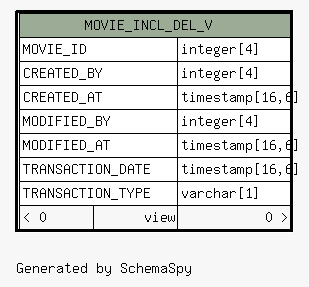 MOVIE_INCL_DEL_V
MOVIE_ID integer[4]
CREATED_BY integer[4]
CREATED_AT timestamp[16,6]
MODIFIED_BY integer[4]
MODIFIED_AT timestamp[16,6]
TRANSACTION_DATE timestamp[16,6]
TRANSACTION_TYPE varchar[1]
< 0 view 0 >
Generated by SchemaSpy